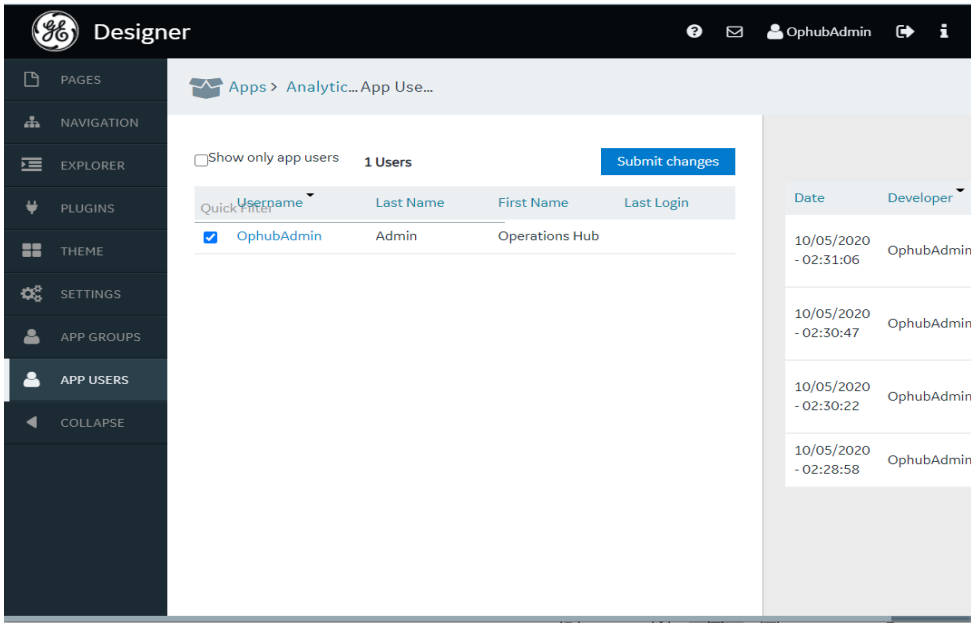 Designer
OphubAdmin
PAGES
NAVIGATION
EXPLORER
PLUGINS
THEME
SETTINGS
APP GROUPS
APP USERS
COLLAPSE
Apps > Analytic... App Use...
Show only app users 1 Users Submit changes
Username Last Name First Name Last Login
Quick Filter
OphubAdmin Admin Operations Hub
Date Developer
10/05/2020
- 02:31:06
OphubAdmin
10/05/2020
- 02:30:47
OphubAdmin
10/05/2020
- 02:30:22
OphubAdmin
10/05/2020
- 02:28:58
OphubAdmin